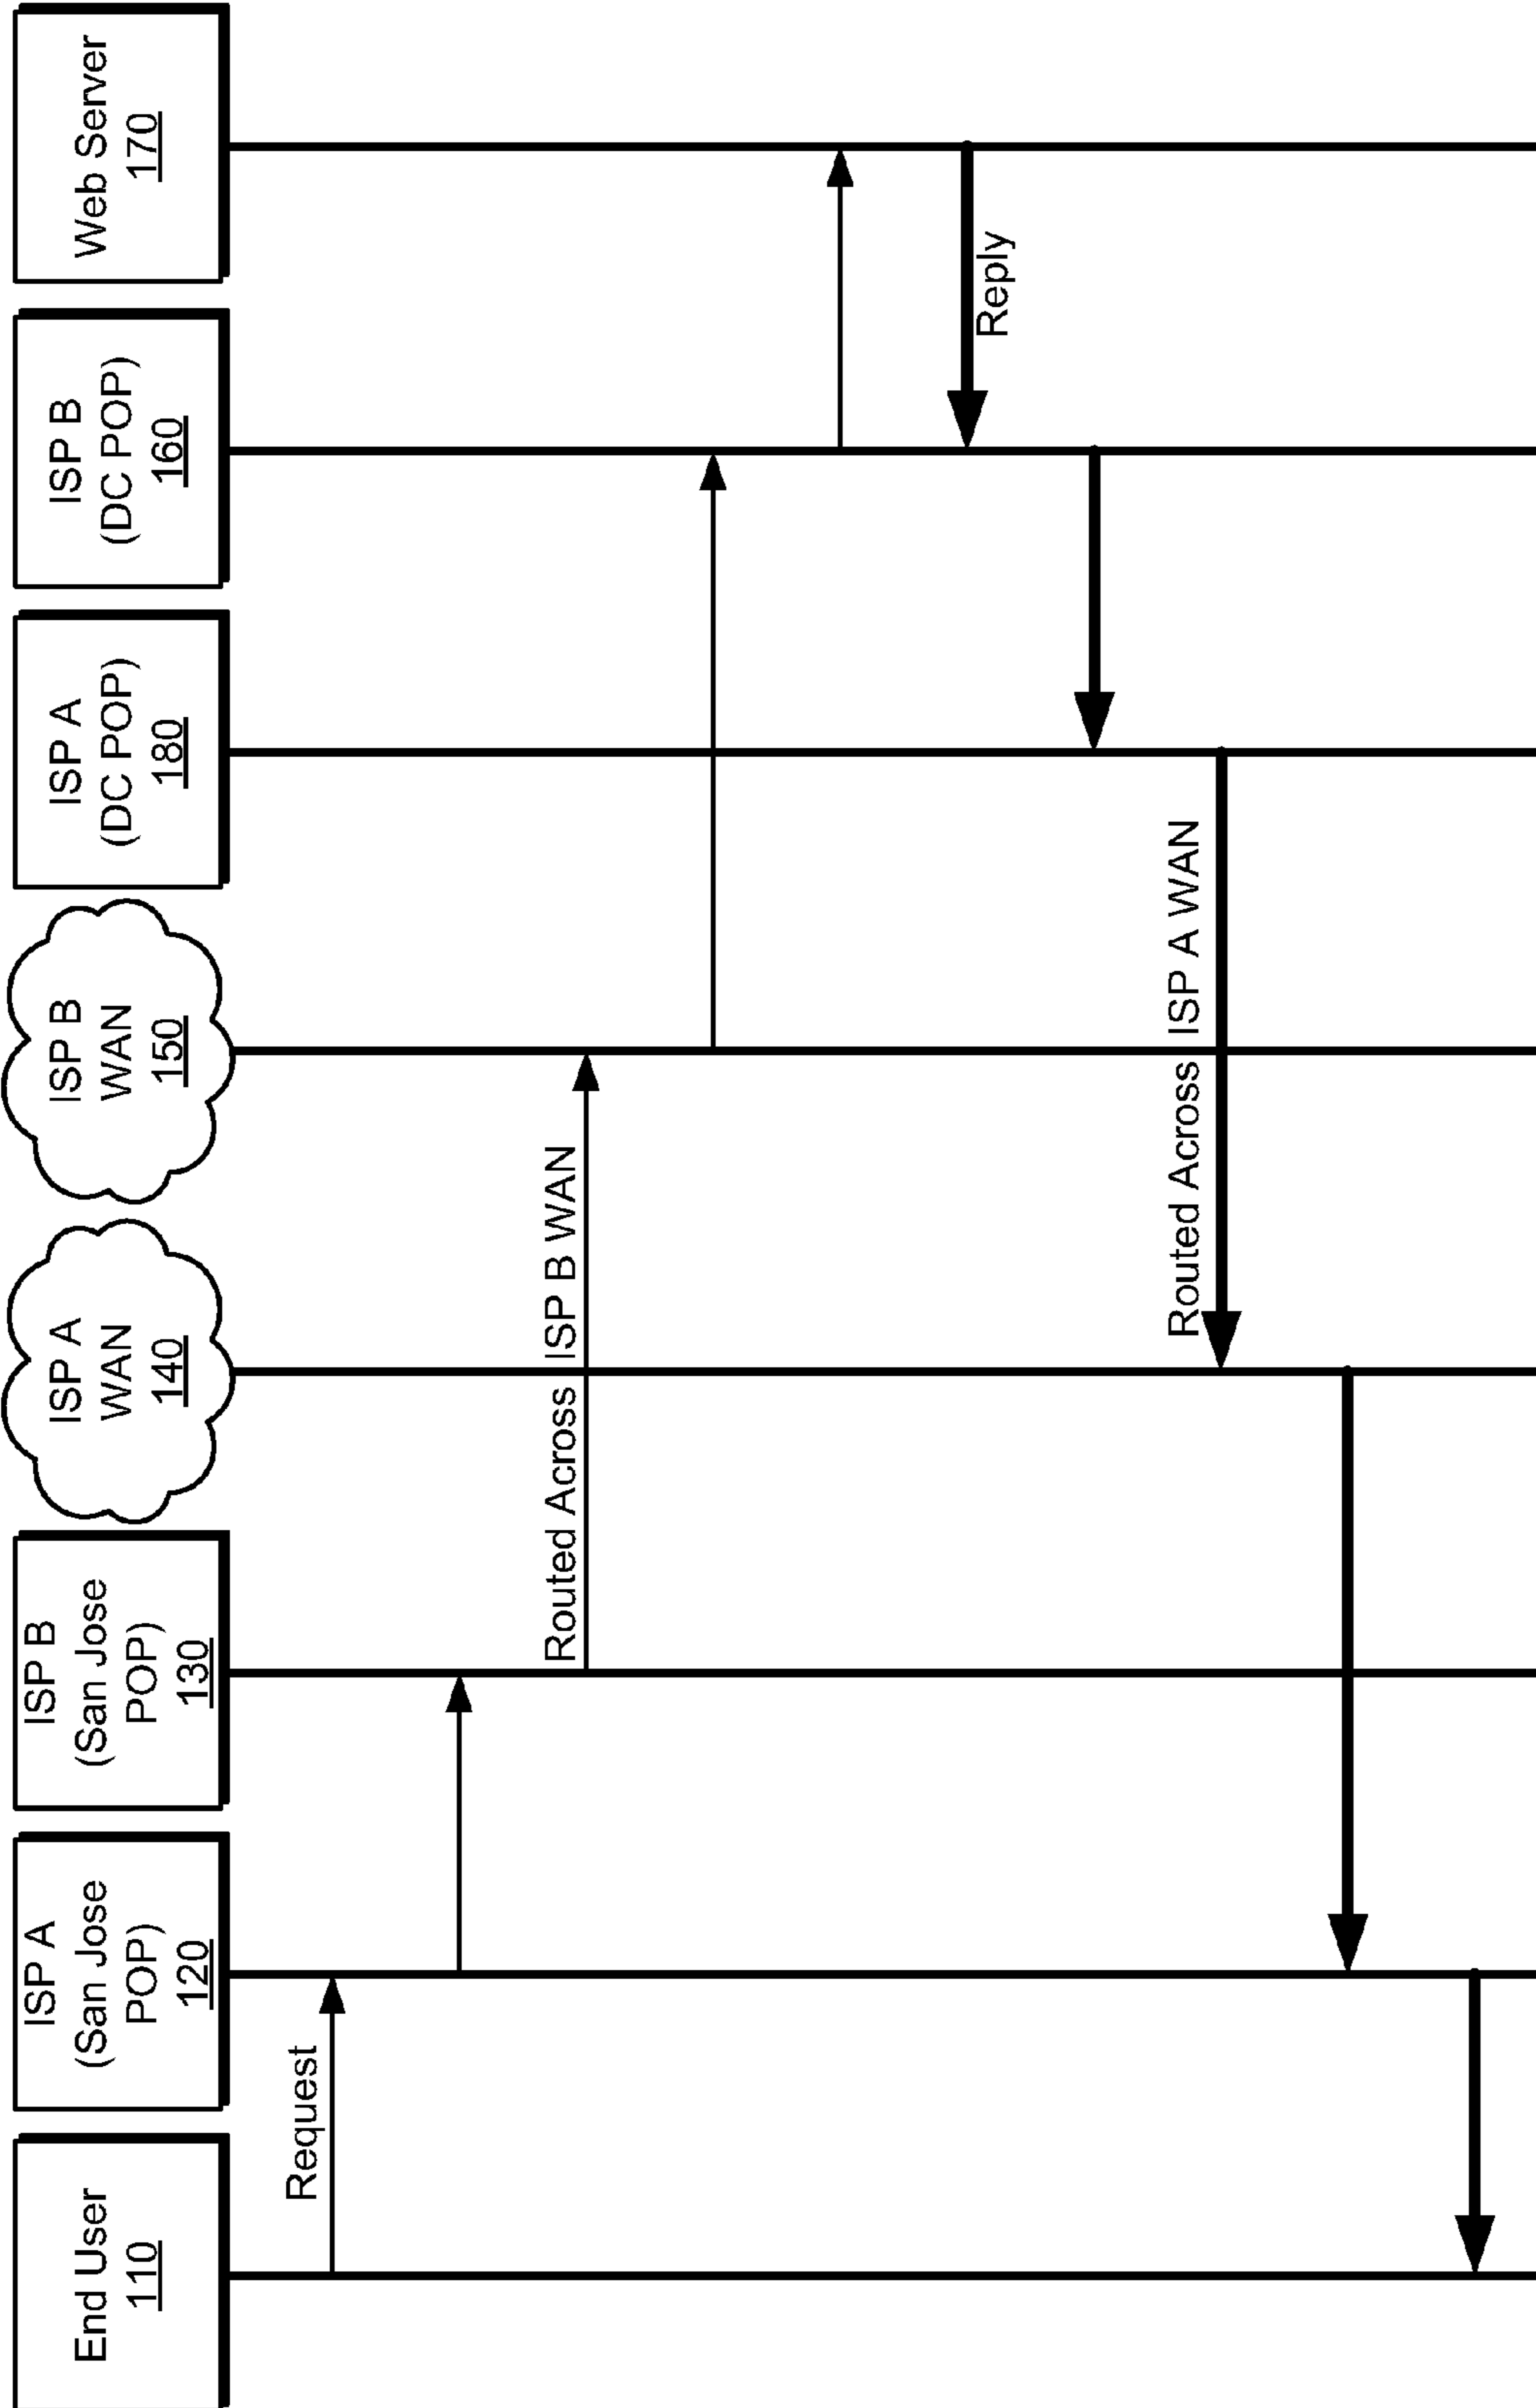 End User
110
ISP A
(San Jose
POP)
120
ISP B
(San Jose
POP)
130
ISP A
WAN
140
ISP B
WAN
150
ISP A
(DC POP)
180
ISP B
(DC POP)
160
Web Server
170
Request
Routed Across ISP B WAN
Reply
Routed Across ISP A WAN